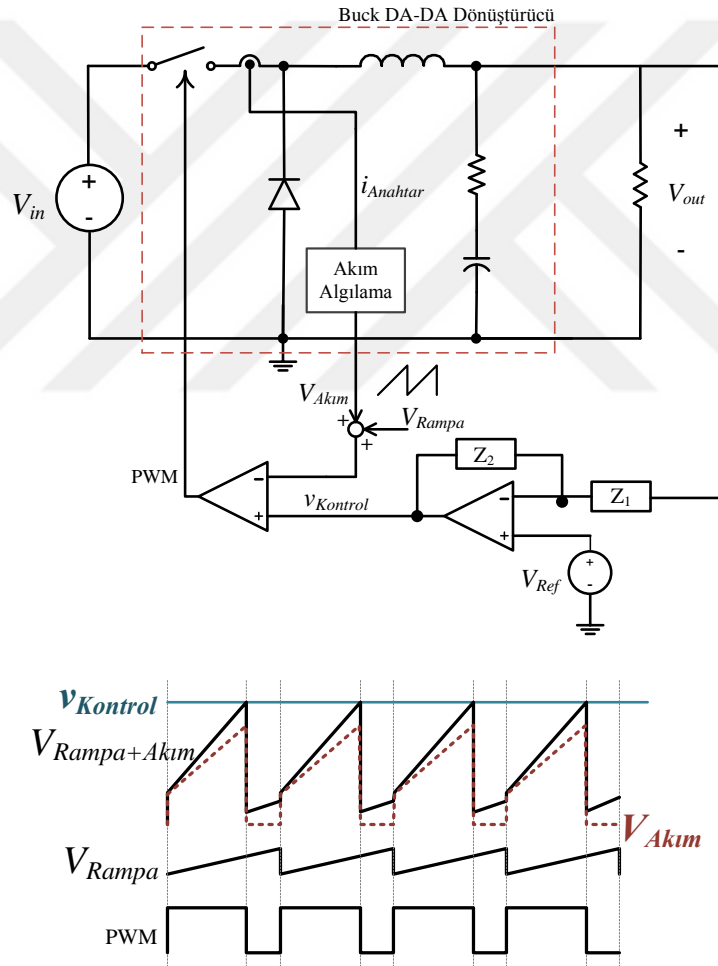 Buck DA-DA Dönüştürücü
V_in
+
-
i_Anahtar
Akım
Algılama
+
V_out
-
V_Akım
+
+
V_Rampa
PWM
-
+
v_Kontrol
Z_2
-
+
Z_1
V_Ref
+
-
v_Kontrol
V_Rampa+Akım
V_Akım
V_Rampa
PWM